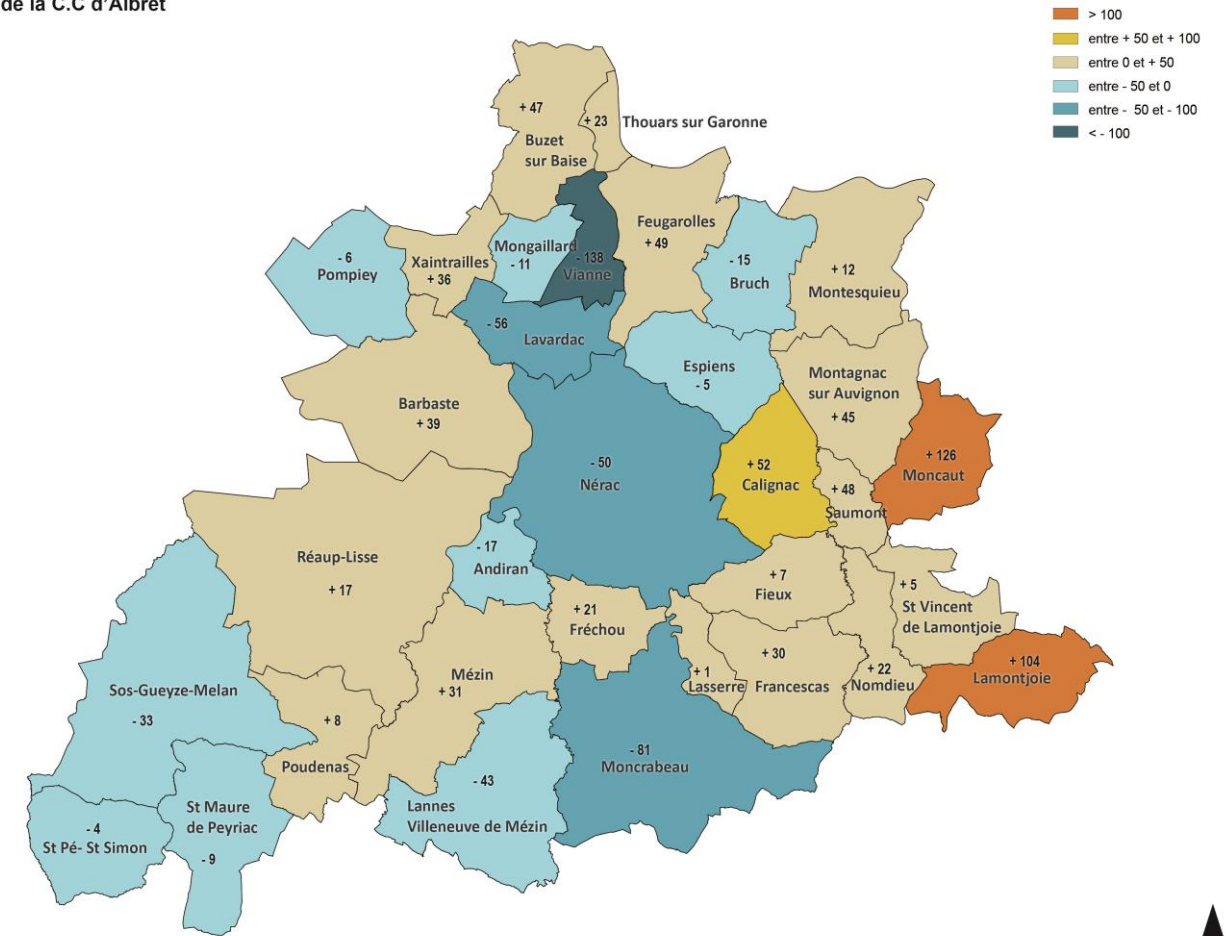 de la C.C d'Albret
> 100
entre + 50 et + 100
entre 0 et + 50
entre - 50 et 0
entre - 50 et - 100
< - 100
+ 47
Buzet
sur Baise
+ 23
Thouars sur Garonne
Feugarolles
+ 49
- 6
Pompiey
Xaintrailles
+ 36
Mongaillard
- 11
- 138
Vianne
- 15
Bruch
+ 12
Montesquieu
- 56
Lavardac
Espiens
- 5
Montagnac
sur Auvignon
+ 45
Barbaste
+ 39
- 50
Nérac
+ 52
Calignac
+ 48
Saumont
+ 126
Moncaut
Réaup-Lisse
+ 17
- 17
Andiran
+ 7
Fieux
+ 5
St Vincent
de Lamontjoie
+ 21
Fréchou
+ 30
Francescas
+ 1
Lasserre
+ 22
Nomdieu
+ 104
Lamontjoie
Mézin
+ 31
Sos-Gueyze-Melan
- 33
+ 8
Poudenas
- 81
Moncrabeau
- 43
Lannes
Villeneuve de Mézin
St Maure
de Peyriac
- 9
- 4
St Pé- St Simon